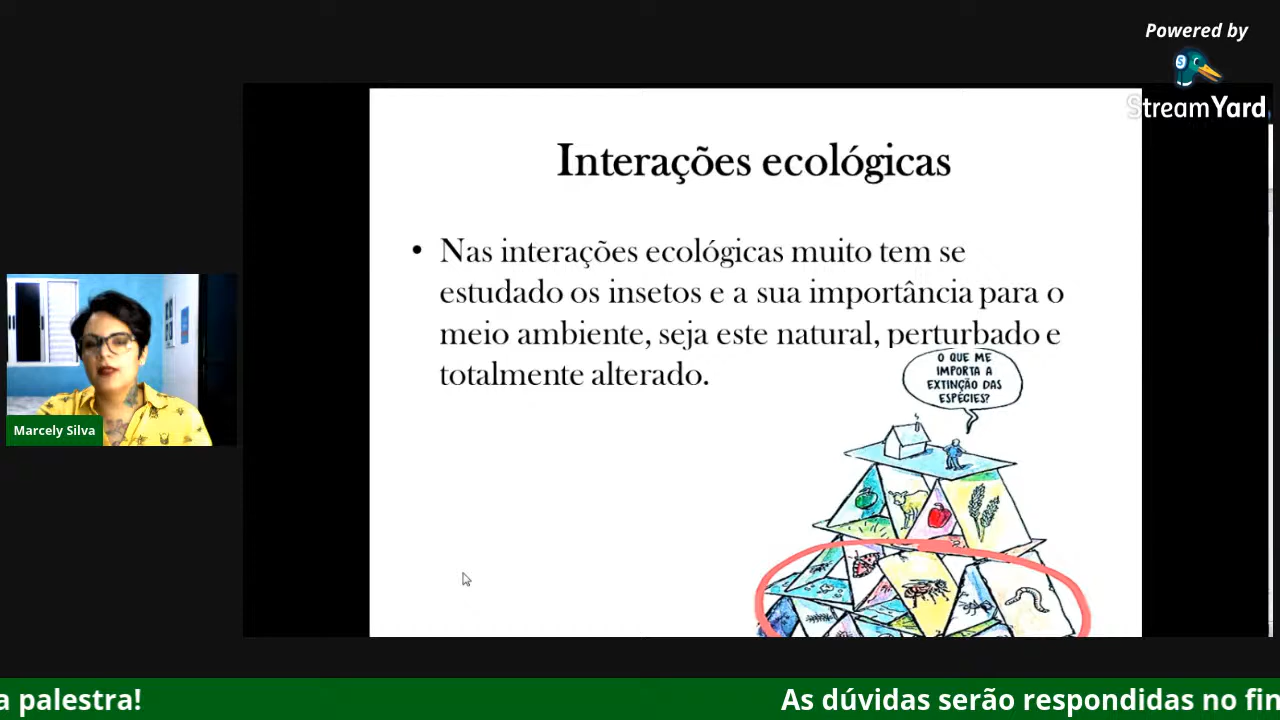 Powered by
StreamYard
Interações ecológicas
• Nas interações ecológicas muito tem se
estudado os insetos e a sua importância para o
meio ambiente, seja este natural, perturbado e
totalmente alterado.
O QUE ME
IMPORTA A
EXTINÇÃO DAS
ESPÉCIES?
Marcely Silva
a palestra!
As dúvidas serão respondidas no fin